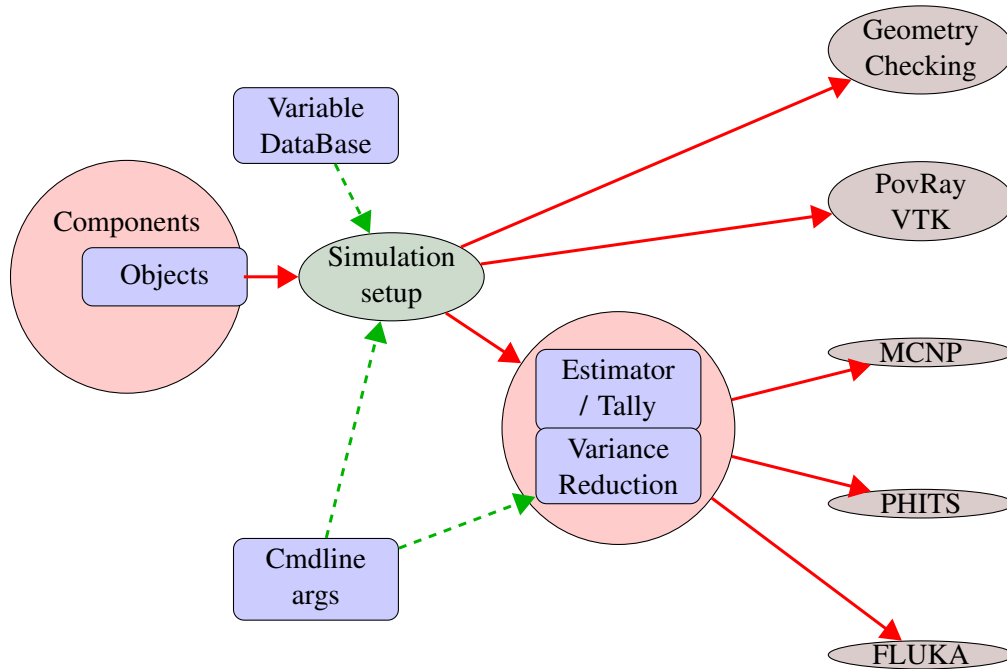 Geometry
Checking
Variable
DataBase
PovRay
VTK
Components
Objects
Simulation
setup
MCNP
Estimator
/ Tally
Variance
Reduction
PHITS
Cmdline
args
FLUKA